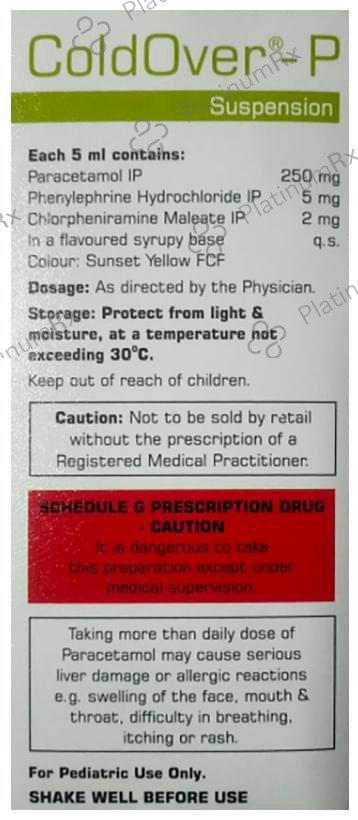 ColdOver®-P
Suspension
Each 5 ml contains:
Paracetamol IP 250 mg
Phenylephrine Hydrochloride IP 5 mg
Chlorpheniramine Maleate IP 2 mg
In a flavoured syrupy base q.s.
Colour: Sunset Yellow FCF
Dosage: As directed by the Physician.
Storage: Protect from light &
moisture, at a temperature not
exceeding 30°C.
Keep out of reach of children.
Caution: Not to be sold by retail
without the prescription of a
Registered Medical Practitioner.
SCHEDULE G PRESCRIPTION DRUG
- CAUTION
It is dangerous to take
this preparation except under
medical supervision.
Taking more than daily dose of
Paracetamol may cause serious
liver damage or allergic reactions
e.g. swelling of the face, mouth &
throat, difficulty in breathing,
itching or rash.
For Pediatric Use Only.
SHAKE WELL BEFORE USE
PlatinumRx
PlatinumRx
PlatinumRx